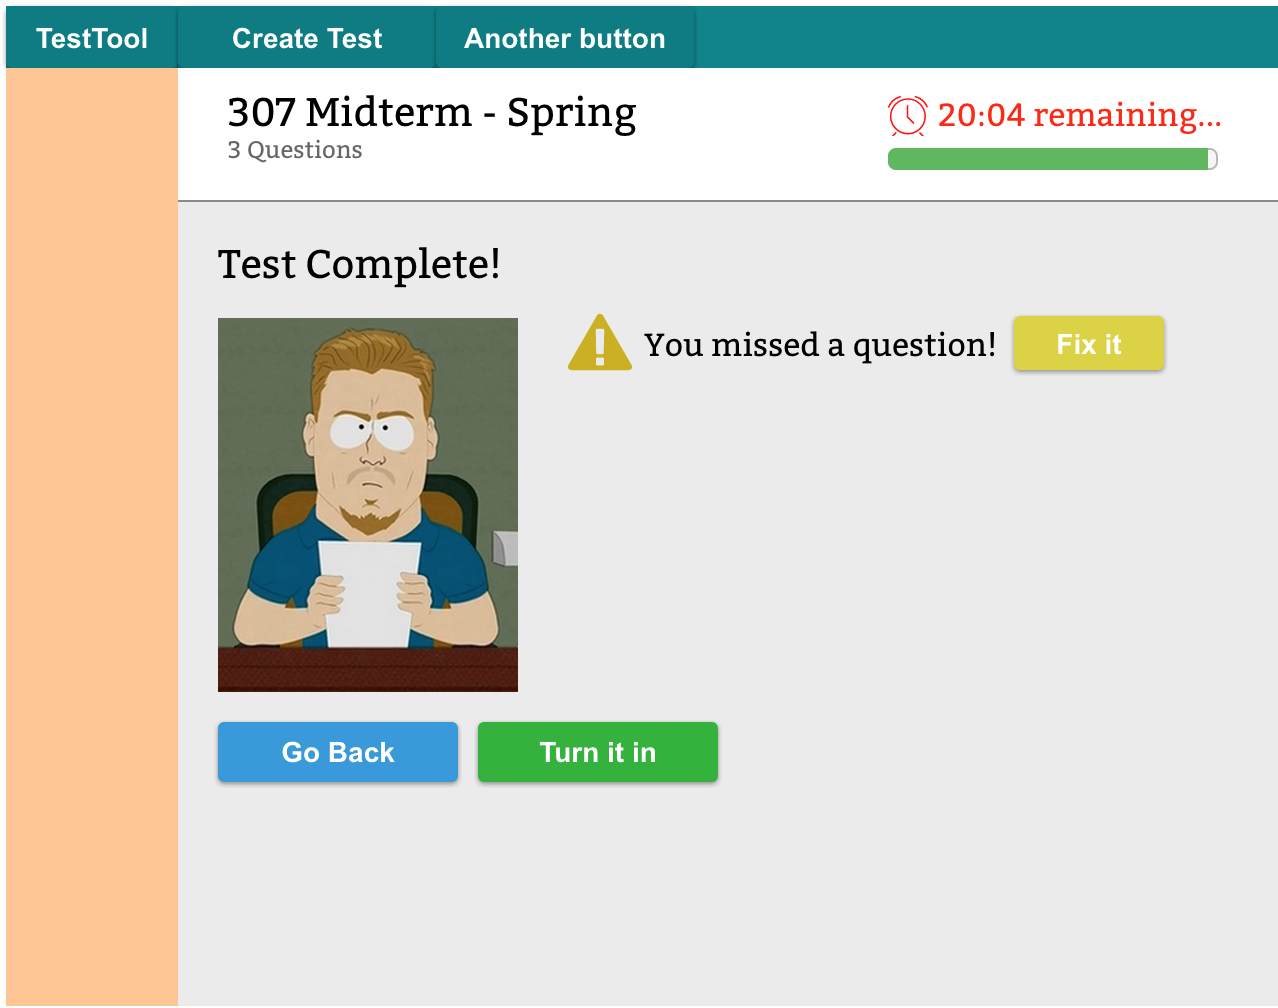 TestTool Create Test Another button
307 Midterm - Spring
3 Questions
20:04 remaining...
Test Complete!
You missed a question! Fix it
Go Back Turn it in